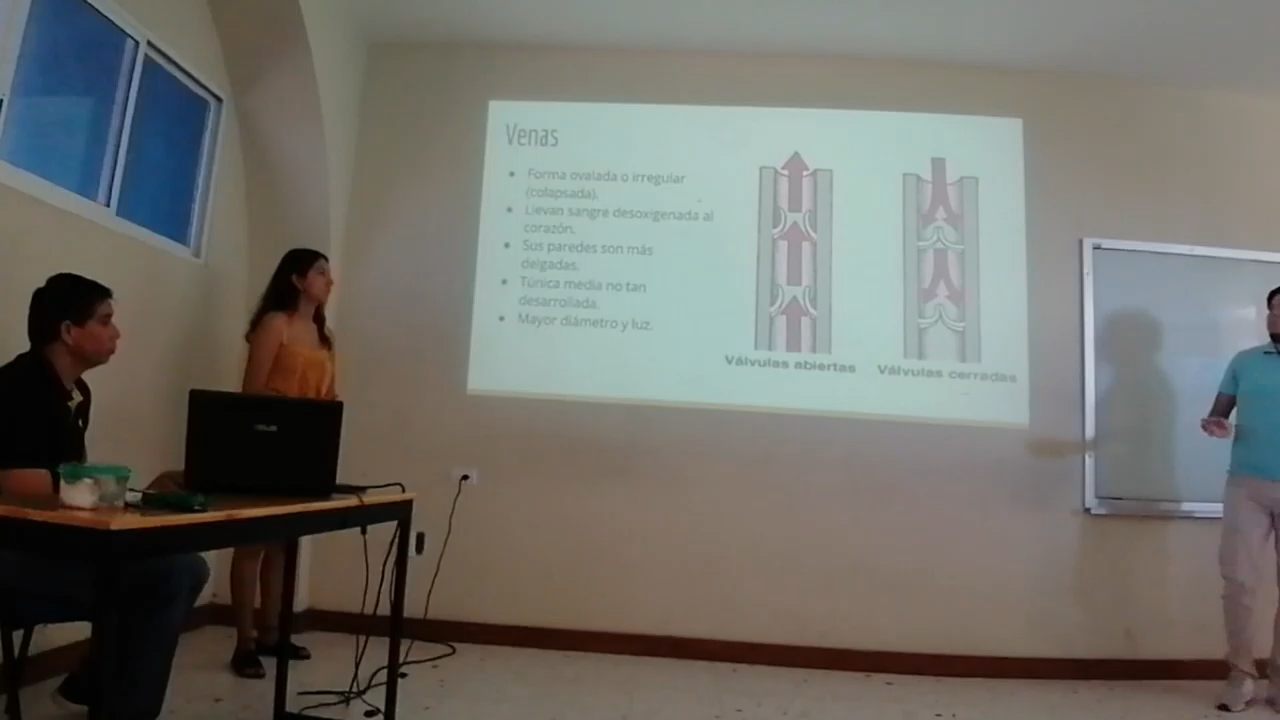 Venas
• Forma ovalada o irregular
(colapsada).
• Llevan sangre desoxigenada al
corazón.
• Sus paredes son más
delgadas.
• Túnica media no tan
desarrollada.
• Mayor diámetro y luz.
Válvulas abiertas
Válvulas cerradas
ASUS